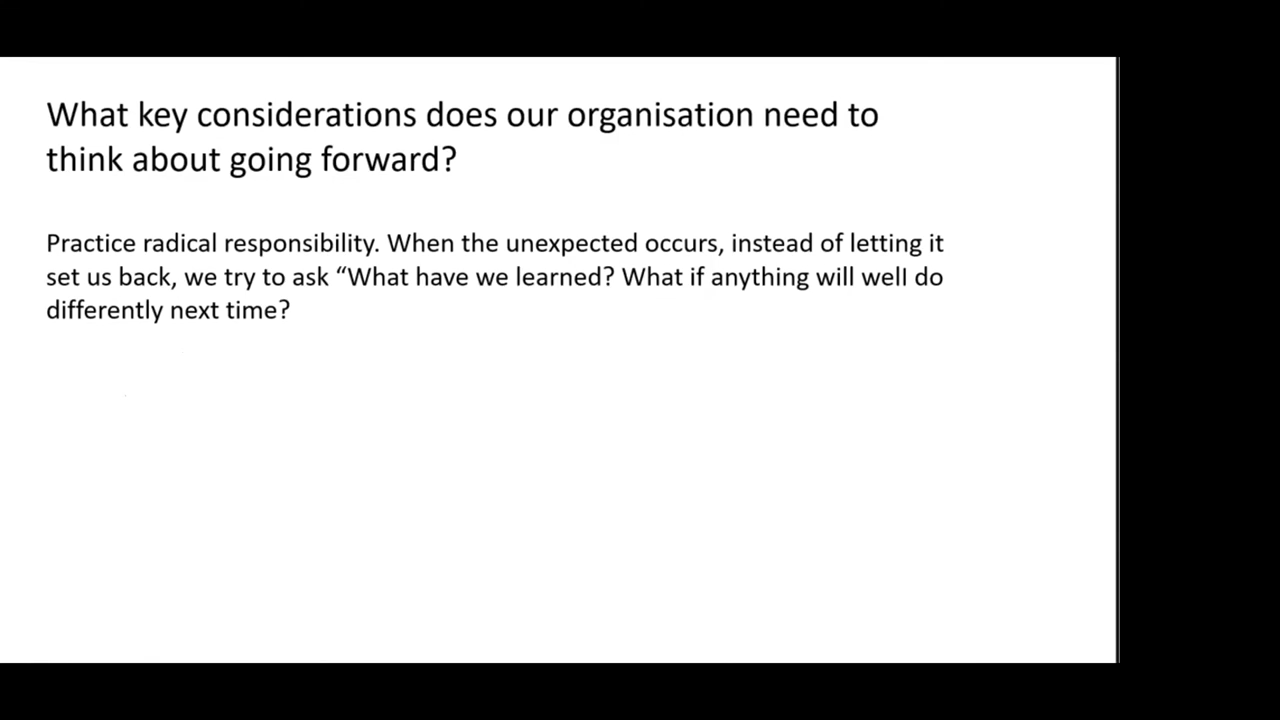 What key considerations does our organisation need to
think about going forward?
Practice radical responsibility. When the unexpected occurs, instead of letting it
set us back, we try to ask “What have we learned? What if anything will well do
differently next time?